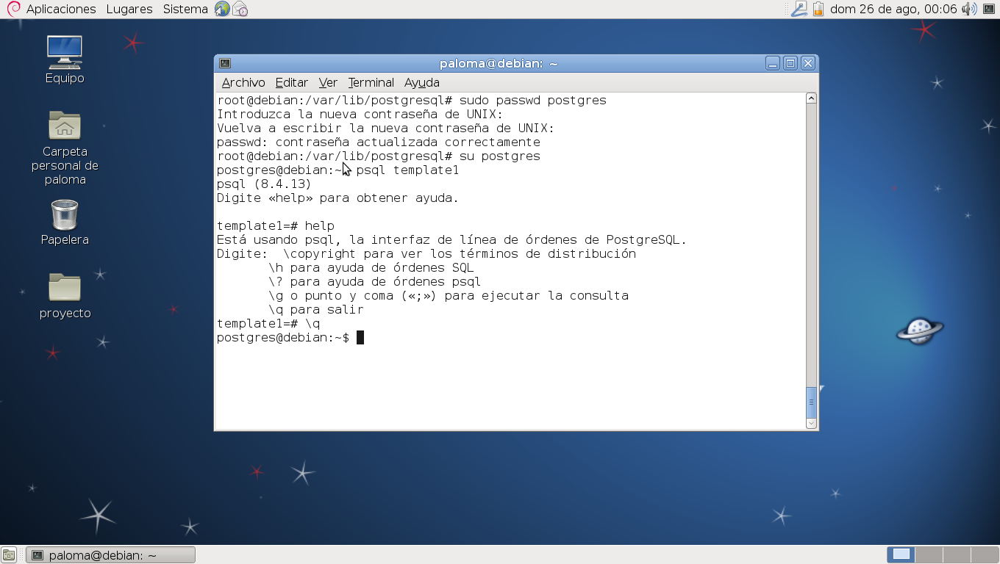 Aplicaciones Lugares Sistema
dom 26 de ago, 00:06
Equipo
Carpeta
personal de
paloma
Papelera
proyecto
paloma@debian: ~
Archivo Editar Ver Terminal Ayuda
root@debian:/var/lib/postgresql# sudo passwd postgres
Introduzca la nueva contraseña de UNIX:
Vuelva a escribir la nueva contraseña de UNIX:
passwd: contraseña actualizada correctamente
root@debian:/var/lib/postgresql# su postgres
postgres@debian:~ psql template1
psql (8.4.13)
Digite «help» para obtener ayuda.
template1=# help
Está usando psql, la interfaz de línea de órdenes de PostgreSQL.
Digite: \copyright para ver los términos de distribución
\h para ayuda de órdenes SQL
\? para ayuda de órdenes psql
\g o punto y coma («;») para ejecutar la consulta
\q para salir
template1=# \q
postgres@debian:~$
paloma@debian: ~